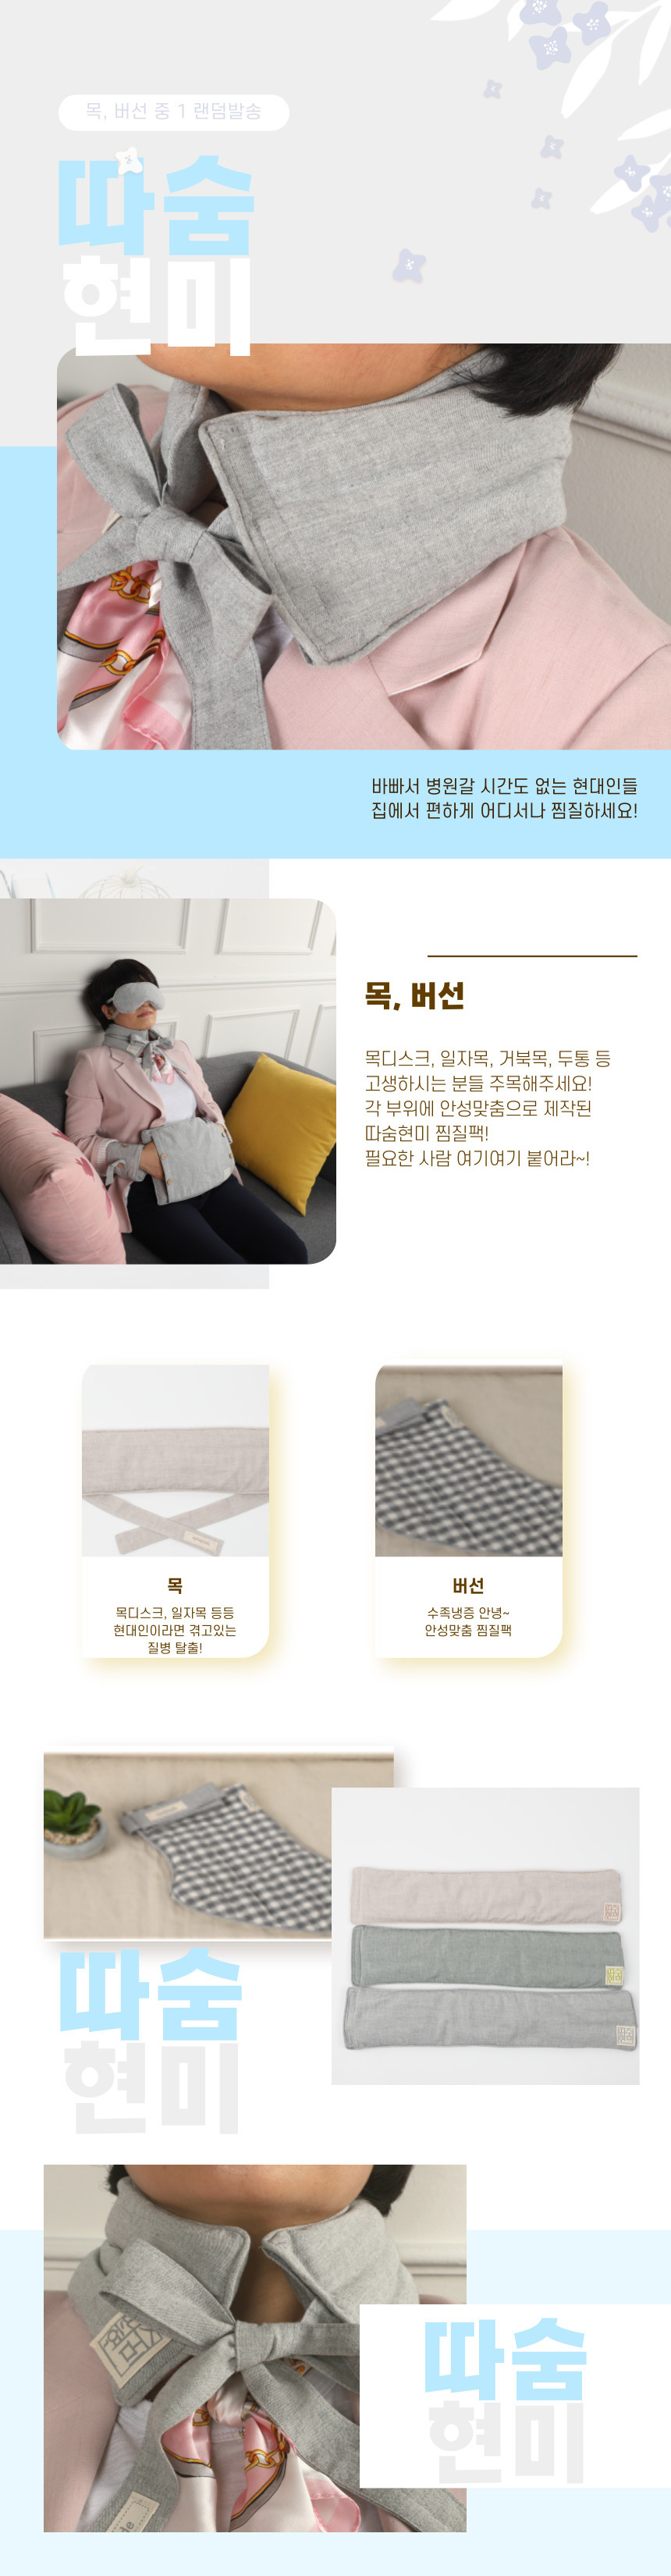 목, 버선 중 1 랜덤발송
따숨
현미
바빠서 병원갈 시간도 없는 현대인들
집에서 편하게 어디서나 찜질하세요!
목, 버선
목디스크, 일자목, 거북목, 두통 등
고생하시는 분들 주목해주세요!
각 부위에 안성맞춤으로 제작된
따숨현미 찜질팩!
필요한 사람 여기여기 붙어라~!
목
목디스크, 일자목 등등
현대인이라면 겪고있는
질병 탈출!
버선
수족냉증 안녕~
안성맞춤 찜질팩
따숨
현미
따숨
현미